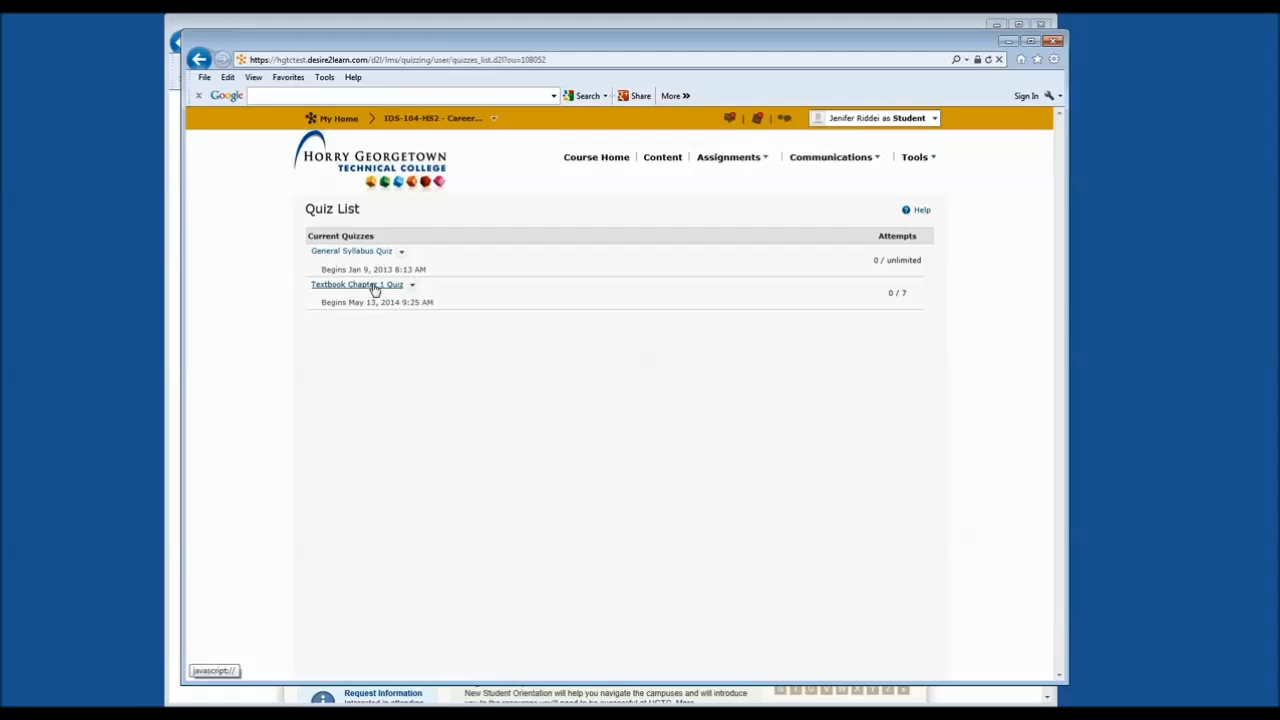 https://hgtctest.desire2learn.com/d2l/lms/quizzing/user/quizzes_list.d2l?ou=108052
File Edit View Favorites Tools Help
x Google Search Share More » Sign In
My Home IDS-104-HS2 - Career... Jenifer Riddei as Student
HORRY GEORGETOWN
TECHNICAL COLLEGE
Course Home Content Assignments Communications Tools
Quiz List Help
Current Quizzes Attempts
General Syllabus Quiz
0 / unlimited
Begins Jan 9, 2013 8:13 AM
Textbook Chapter 1 Quiz
0 / 7
Begins May 13, 2014 9:25 AM
javascript://
Request Information New Student Orientation will help you navigate the campuses and will introduce
S T U V W X Y Z